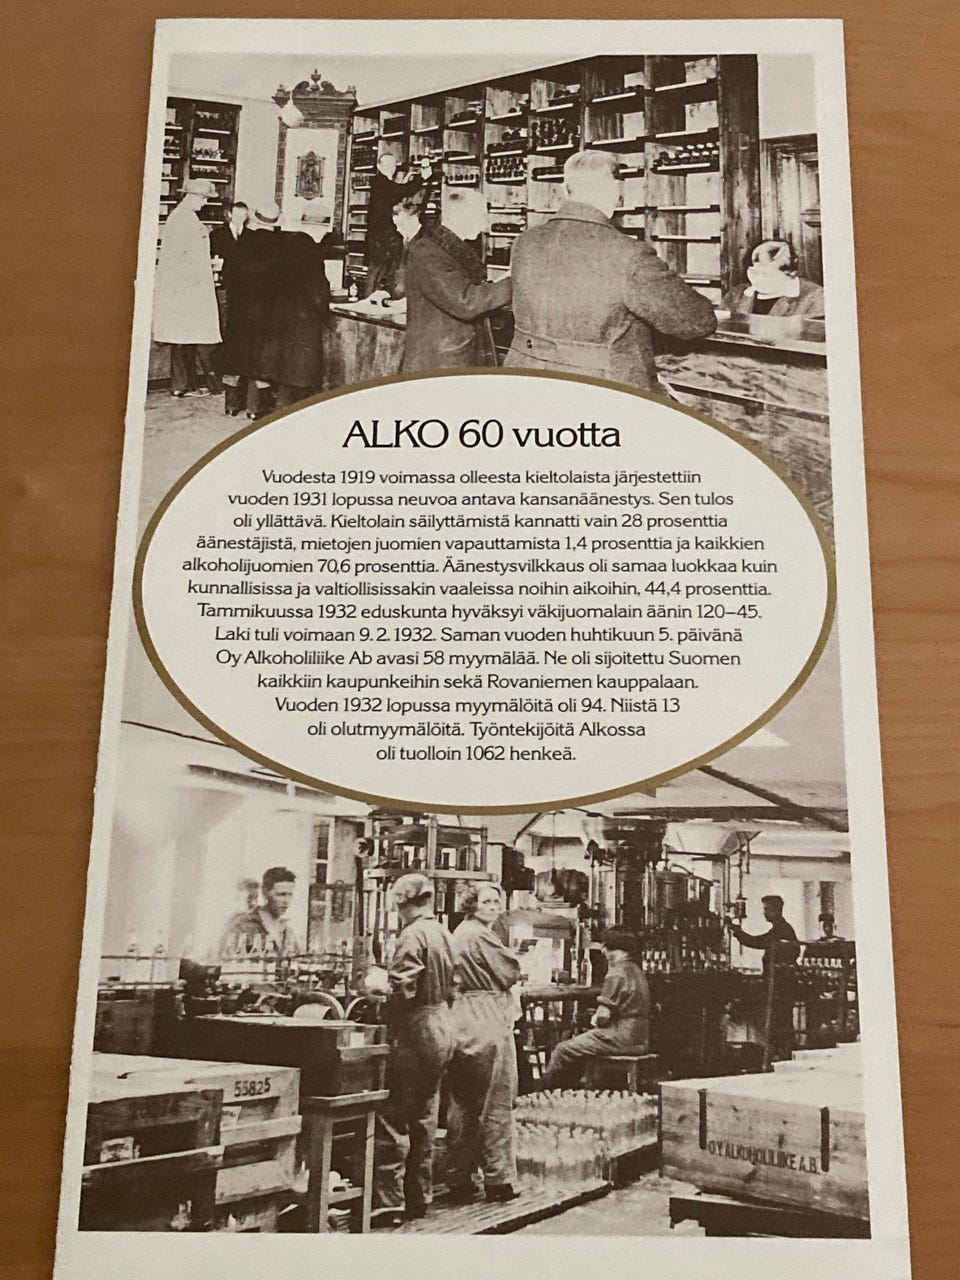 ALKO 60 vuotta
Vuodesta 1919 voimassa olleesta kieltolaista järjestettiin
vuoden 1931 lopussa neuvoa antava kansanäänestys. Sen tulos
oli yllättävä. Kieltolain säilyttämistä kannatti vain 28 prosenttia
äänestäjistä, mietojen juomien vapauttamista 1,4 prosenttia ja kaikkien
alkoholijuomien 70,6 prosenttia. Äänestysvilkkaus oli samaa luokkaa kuin
kunnallisissa ja valtiollisissakin vaaleissa noihin aikoihin, 44,4 prosenttia.
Tammikuussa 1932 eduskunta hyväksyi väkijuomalain äänin 120–45.
Laki tuli voimaan 9. 2. 1932. Saman vuoden huhtikuun 5. päivänä
Oy Alkoholiliike Ab avasi 58 myymälää. Ne oli sijoitettu Suomen
kaikkiin kaupunkeihin sekä Rovaniemen kauppalaan.
Vuoden 1932 lopussa myymälöitä oli 94. Niistä 13
oli olutmyymälöitä. Työntekijöitä Alkossa
oli tuolloin 1062 henkeä.
55825
OY ALKOHOLILIIKE A.B.